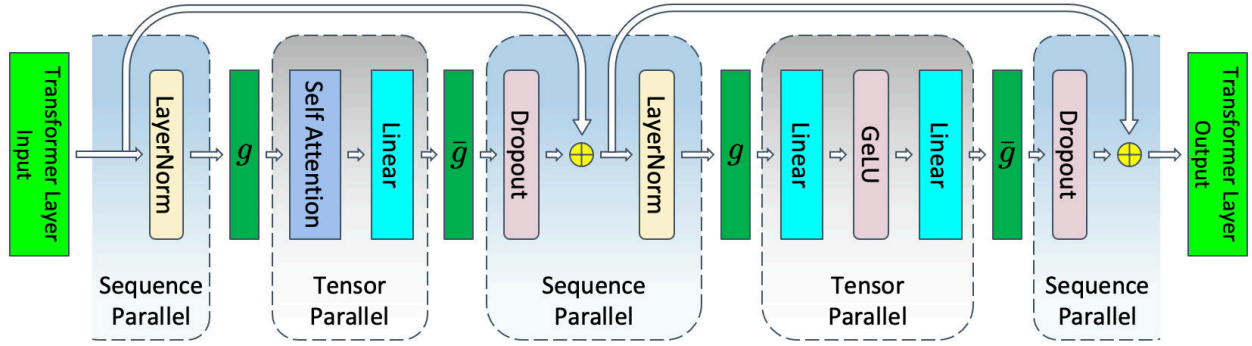 Transformer Layer
Input
LayerNorm
g
Self Attention
Linear
g̅
Dropout
LayerNorm
g
Linear
GeLU
Linear
g̅
Dropout
Transformer Layer
Output
Sequence
Parallel
Tensor
Parallel
Sequence
Parallel
Tensor
Parallel
Sequence
Parallel